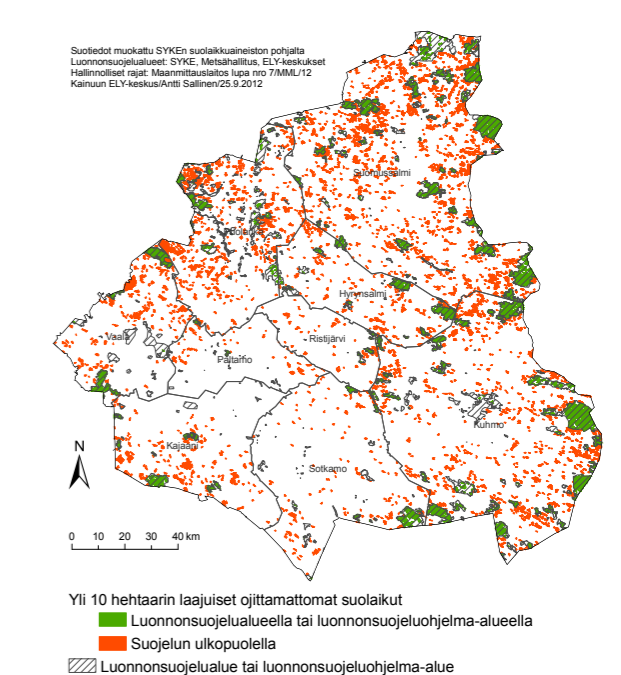 Suotiedot muokattu SYKEn suolaikkuaineiston pohjalta
Luonnonsuojelualueet: SYKE, Metsähallitus, ELY-keskukset
Hallinnolliset rajat: Maanmittauslaitos lupa nro 7/MML/12
Kainuun ELY-keskus/Antti Sallinen/25.9.2012
Suomussalmi
Puolanka
Hyrynsalmi
Vaala
Ristijärvi
Paltamo
Kuhmo
Kajaani
Sotkamo
N
0 10 20 30 40 km
Yli 10 hehtaarin laajuiset ojittamattomat suolaikut
Luonnonsuojelualueella tai luonnonsuojeluohjelma-alueella
Suojelun ulkopuolella
Luonnonsuojelualue tai luonnonsuojeluohjelma-alue